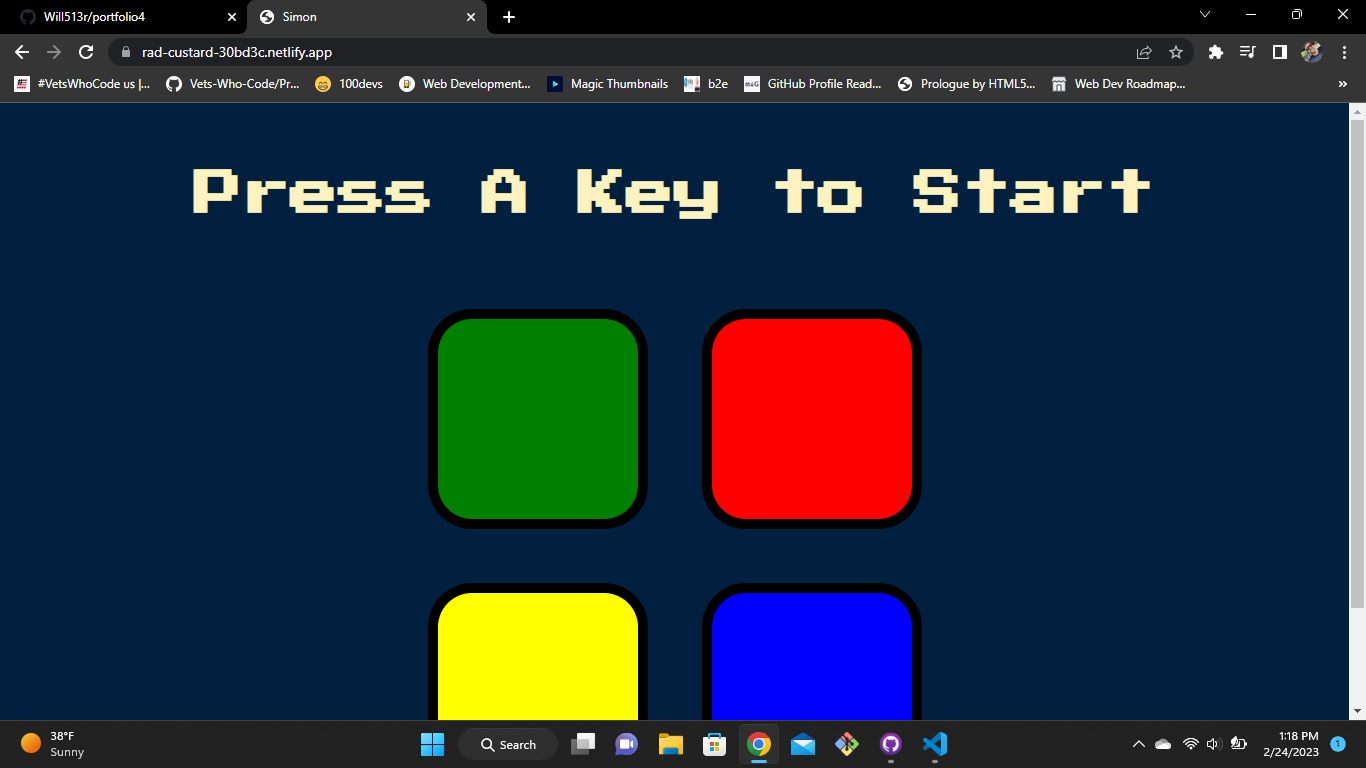 Will513r/portfolio4
Simon
rad-custard-30bd3c.netlify.app
#VetsWhoCode us |...
Vets-Who-Code/Pr...
100devs
Web Development...
Magic Thumbnails
b2e
m±G
GitHub Profile Read...
Prologue by HTML5...
Web Dev Roadmap...
»
Press A Key to Start
38°F
Sunny
Search
1:18 PM
2/24/2023
1